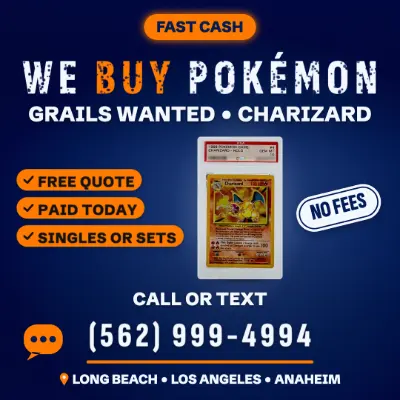 FAST CASH
WE BUY POKÉMON
GRAILS WANTED • CHARIZARD
FREE QUOTE
PAID TODAY
SINGLES OR SETS
NO FEES
Charizard
CALL OR TEXT
(562) 999-4994
LONG BEACH • LOS ANGELES • ANAHEIM